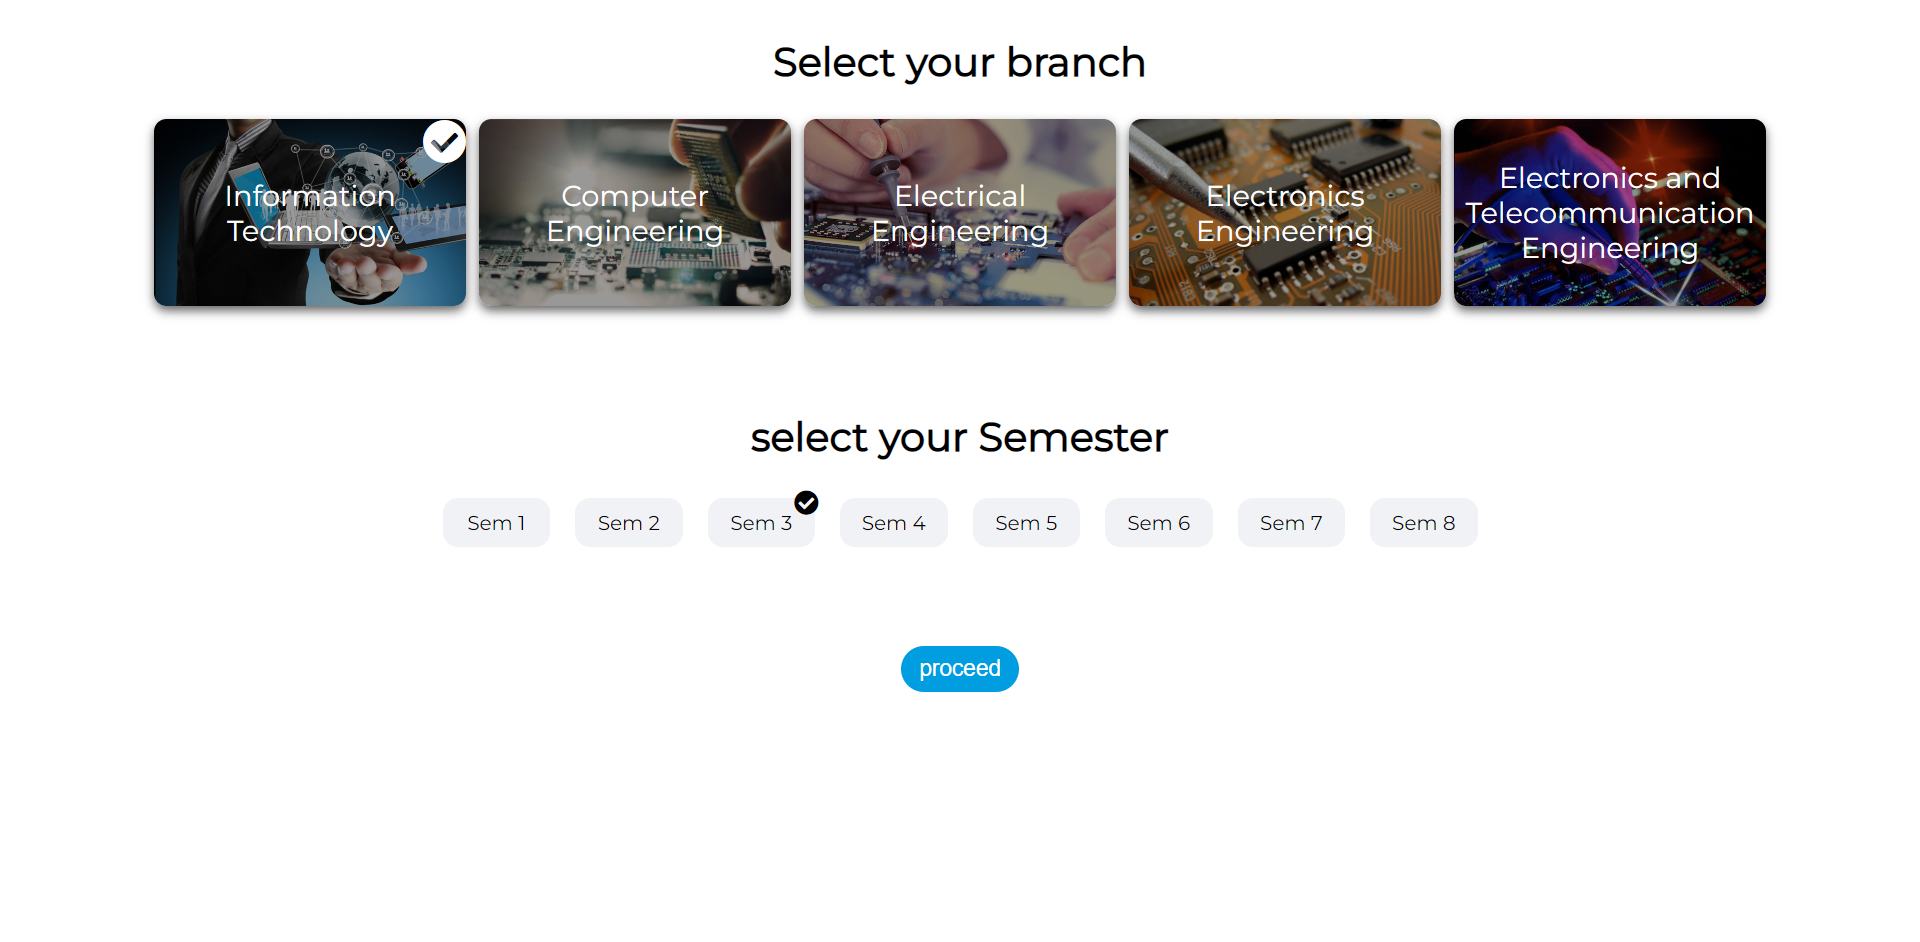 Select your branch
Information
Technology
Computer
Engineering
Electrical
Engineering
Electronics
Engineering
Electronics and
Telecommunication
Engineering
select your Semester
Sem 1
Sem 2
Sem 3
Sem 4
Sem 5
Sem 6
Sem 7
Sem 8
proceed